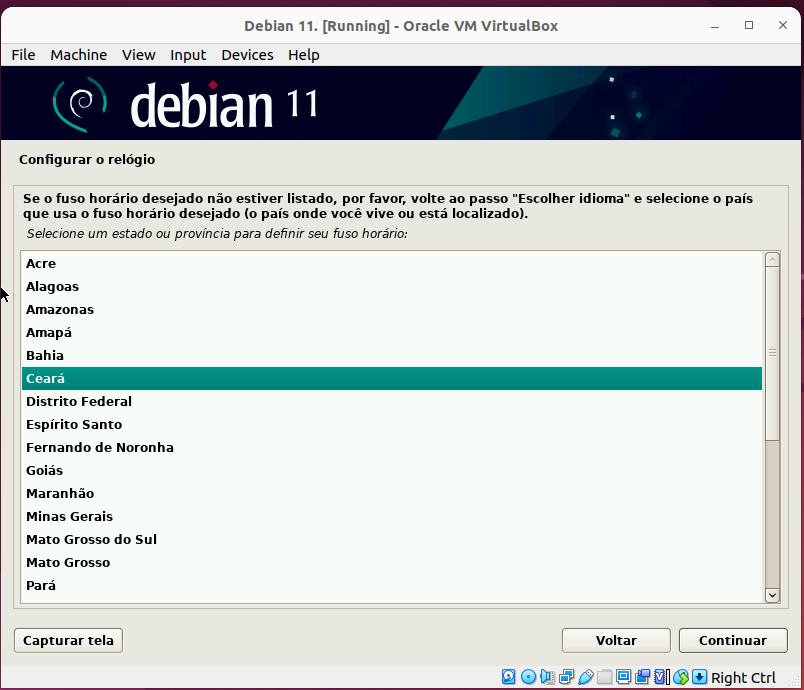 Debian 11. [Running] - Oracle VM VirtualBox
File Machine View Input Devices Help
debian 11
Configurar o relógio
Se o fuso horário desejado não estiver listado, por favor, volte ao passo "Escolher idioma" e selecione o país
que usa o fuso horário desejado (o país onde você vive ou está localizado).
Selecione um estado ou província para definir seu fuso horário:
Acre
Alagoas
Amazonas
Amapá
Bahia
Ceará
Distrito Federal
Espírito Santo
Fernando de Noronha
Goiás
Maranhão
Minas Gerais
Mato Grosso do Sul
Mato Grosso
Pará
Capturar tela Voltar Continuar
Right Ctrl